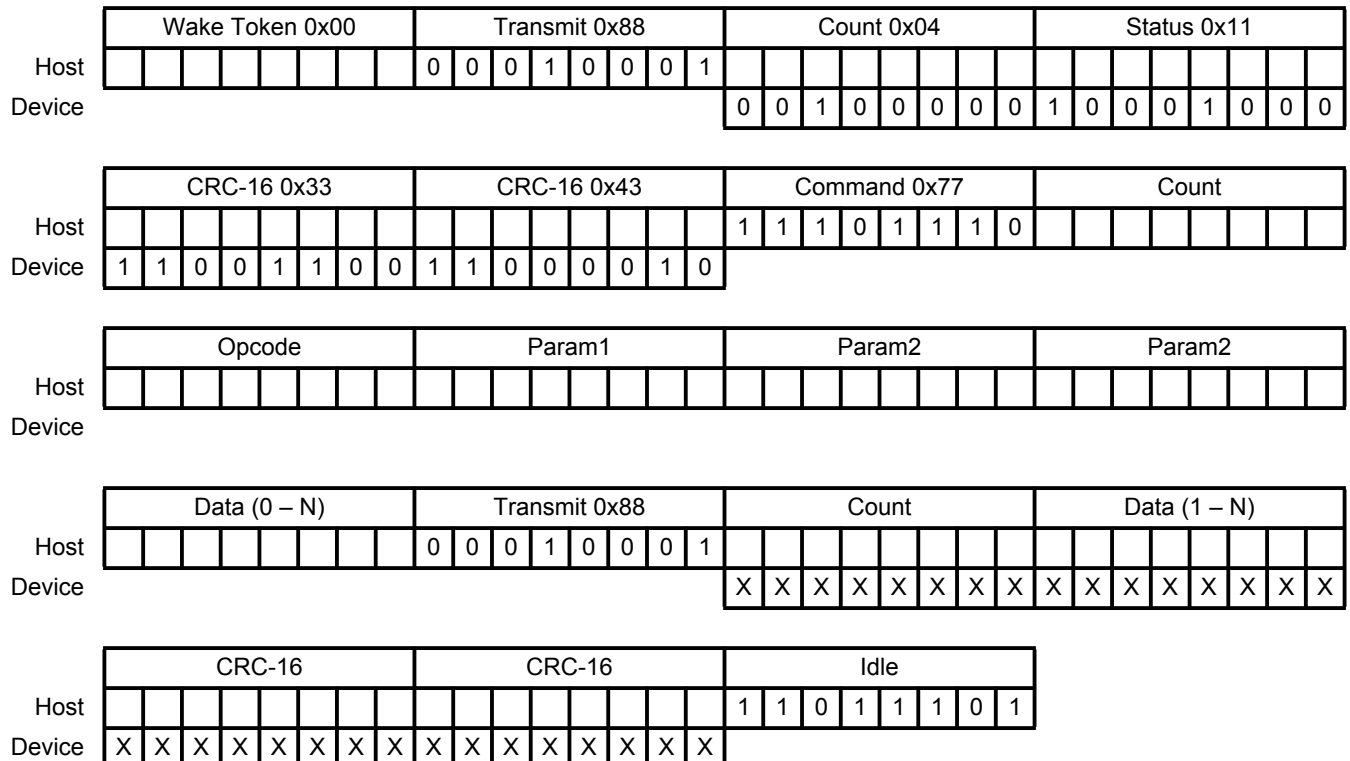 Wake Token 0x00 Transmit 0x88 Count 0x04 Status 0x11
Host 0 0 0 1 0 0 0 1
Device 0 0 1 0 0 0 0 0 1 0 0 0 1 0 0 0
CRC-16 0x33 CRC-16 0x43 Command 0x77 Count
Host 1 1 1 0 1 1 1 0
Device 1 1 0 0 1 1 0 0 1 1 0 0 0 0 1 0
Opcode Param1 Param2 Param2
Host
Device
Data (0 – N) Transmit 0x88 Count Data (1 – N)
Host 0 0 0 1 0 0 0 1
Device X X X X X X X X X X X X X X X X
CRC-16 CRC-16 Idle
Host 1 1 0 1 1 1 0 1
Device X X X X X X X X X X X X X X X X